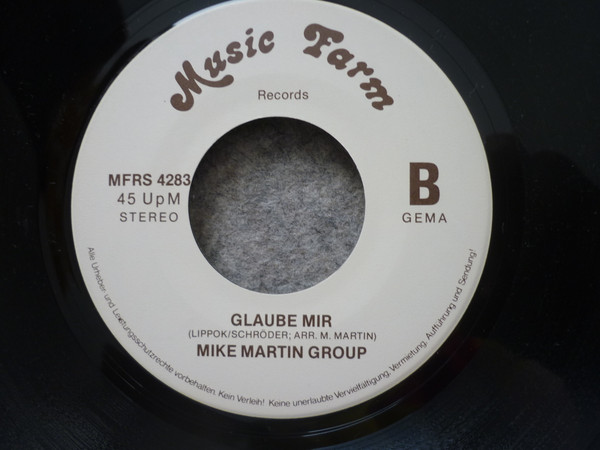 Music Farm
Records
MFRS 4283
45 UpM
STEREO
B
GEMA
GLAUBE MIR
(LIPPOK/SCHRÖDER; ARR. M. MARTIN)
MIKE MARTIN GROUP
Alle Urheber und Leistungsschutzrechte vorbehalten. Kein Verleih! Keine unerlaubte Vervielfältigung, Vermietung, Aufführung und Sendung!